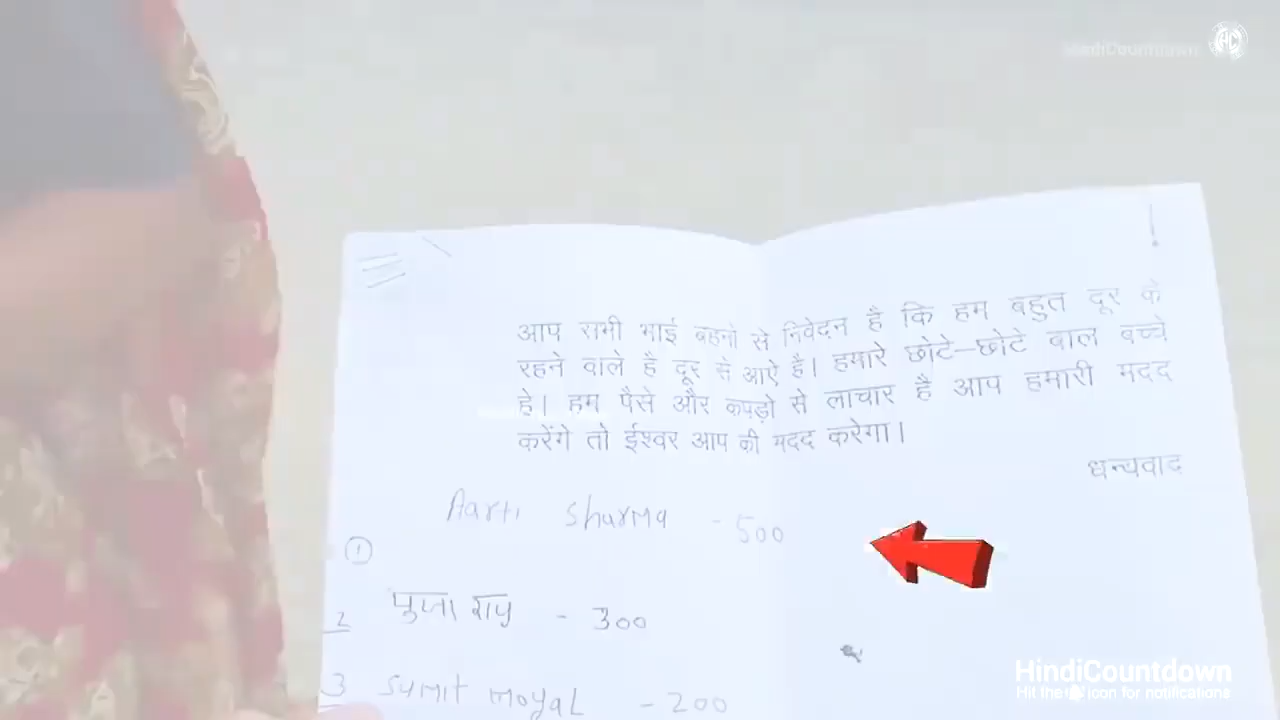 HindiCountdown
आप सभी भाई बहनो से निवेदन है कि हम बहुत दूर के
रहने वाले है दूर से आऐ है। हमारे छोटे-छोटे बाल बच्चे
हे। हम पैसे और कपड़ो से लाचार है आप हमारी मदद
करेंगे तो ईश्वर आप की मदद करेगा।
धन्यवाद
Aarti Sharma - 500
1
2 पुजा - 300
3 Sumit Moyal - 200
HindiCountdown
Hit the icon for notifications